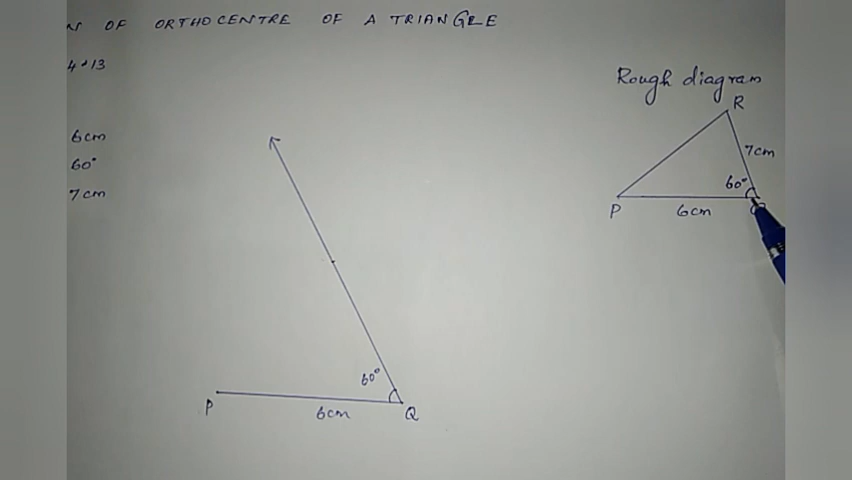 N OF ORTHOCENTRE OF A TRIANGLE
4.13
6cm
60°
7cm
Rough diagram
R
7cm
60°
P
6cm
60°
P
6cm
Q